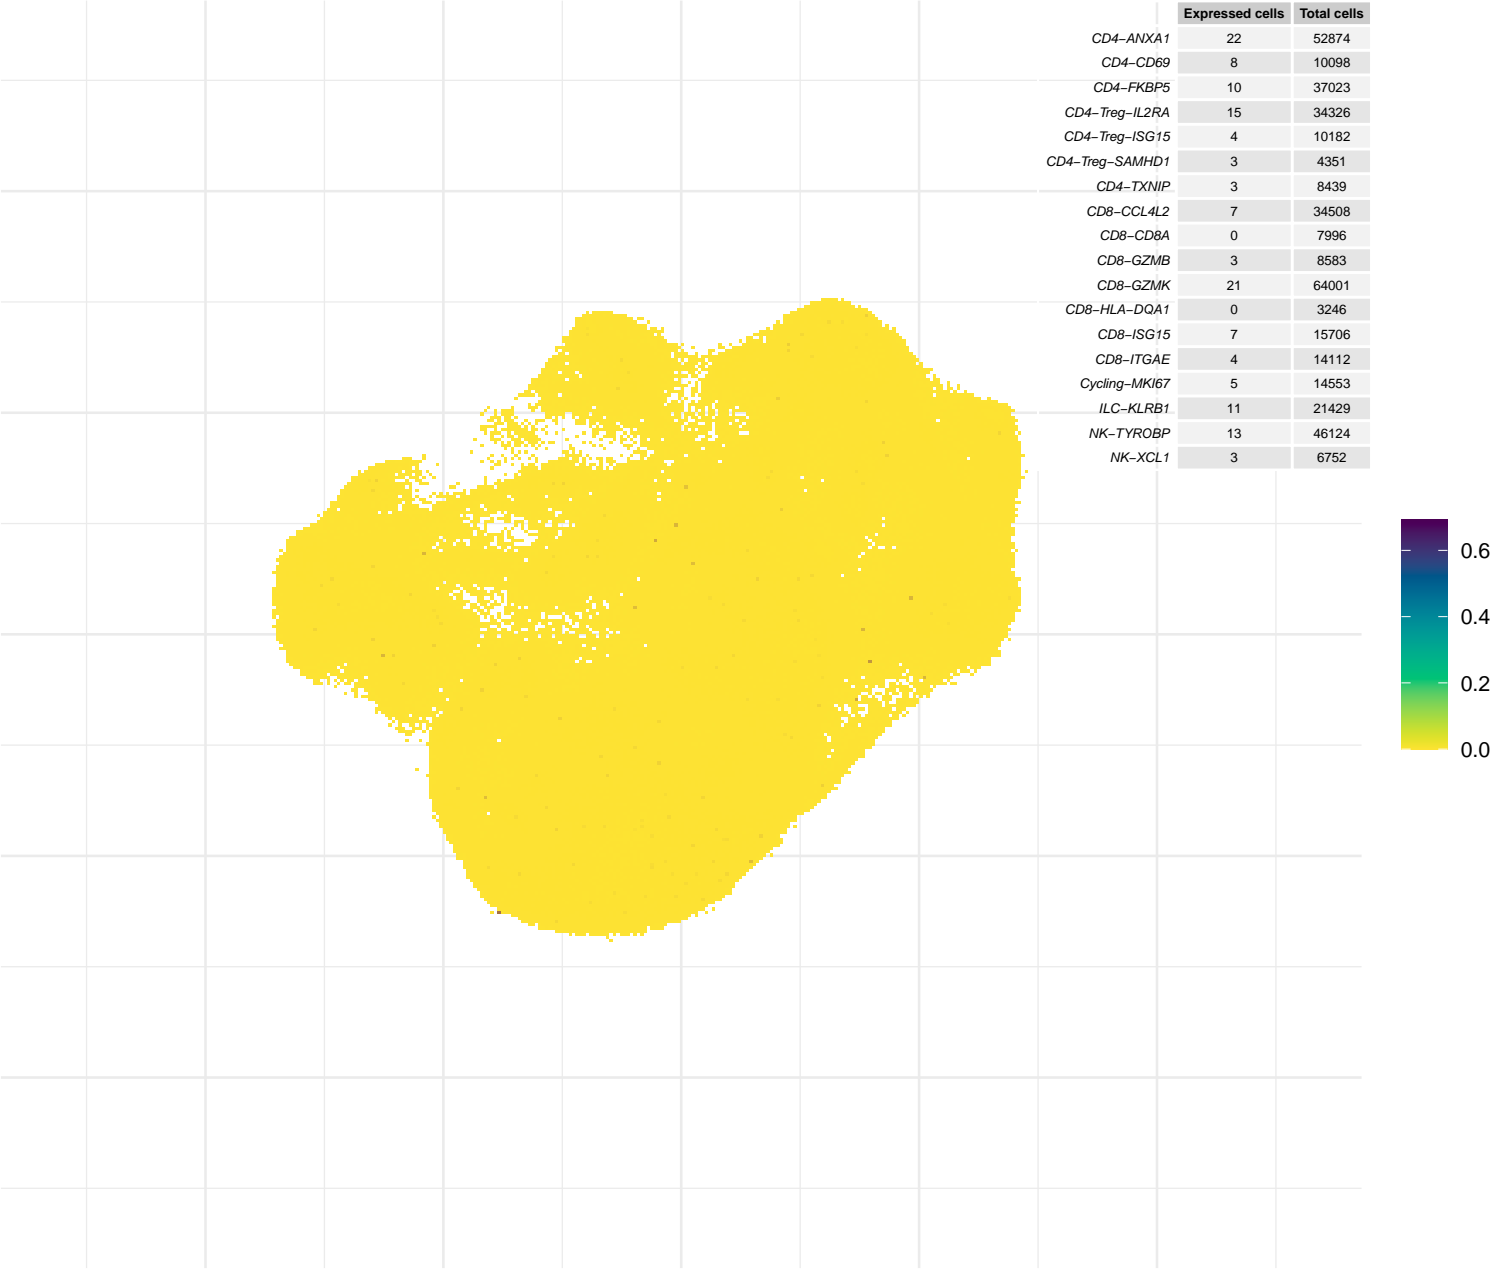 Expressed cells Total cells
CD4−ANXA1 22 52874
CD4−CD69 8 10098
CD4−FKBP5 10 37023
CD4−Treg−IL2RA 15 34326
CD4−Treg−ISG15 4 10182
CD4−Treg−SAMHD1 3 4351
CD4−TXNIP 3 8439
CD8−CCL4L2 7 34508
CD8−CD8A 0 7996
CD8−GZMB 3 8583
CD8−GZMK 21 64001
CD8−HLA−DQA1 0 3246
CD8−ISG15 7 15706
CD8−ITGAE 4 14112
Cycling−MKI67 5 14553
ILC−KLRB1 11 21429
NK−TYROBP 13 46124
NK−XCL1 3 6752
0.6
0.4
0.2
0.0